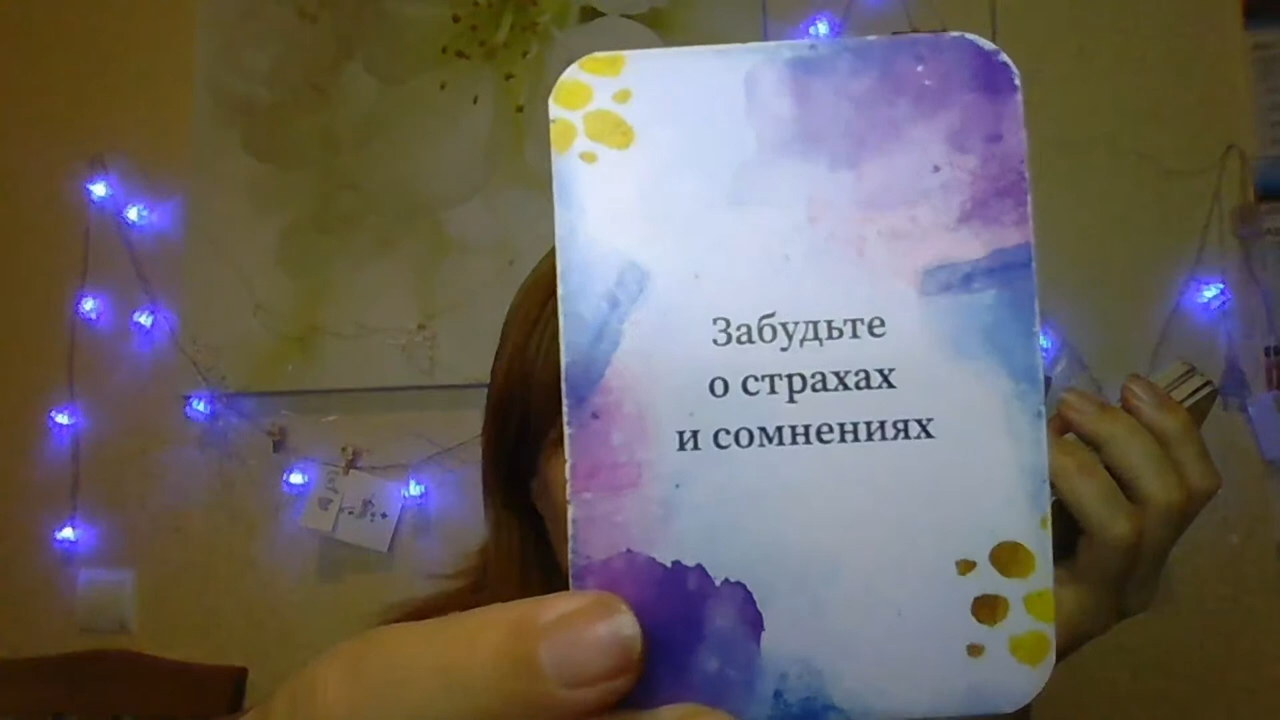 Забудьте
о страхах
и сомнениях